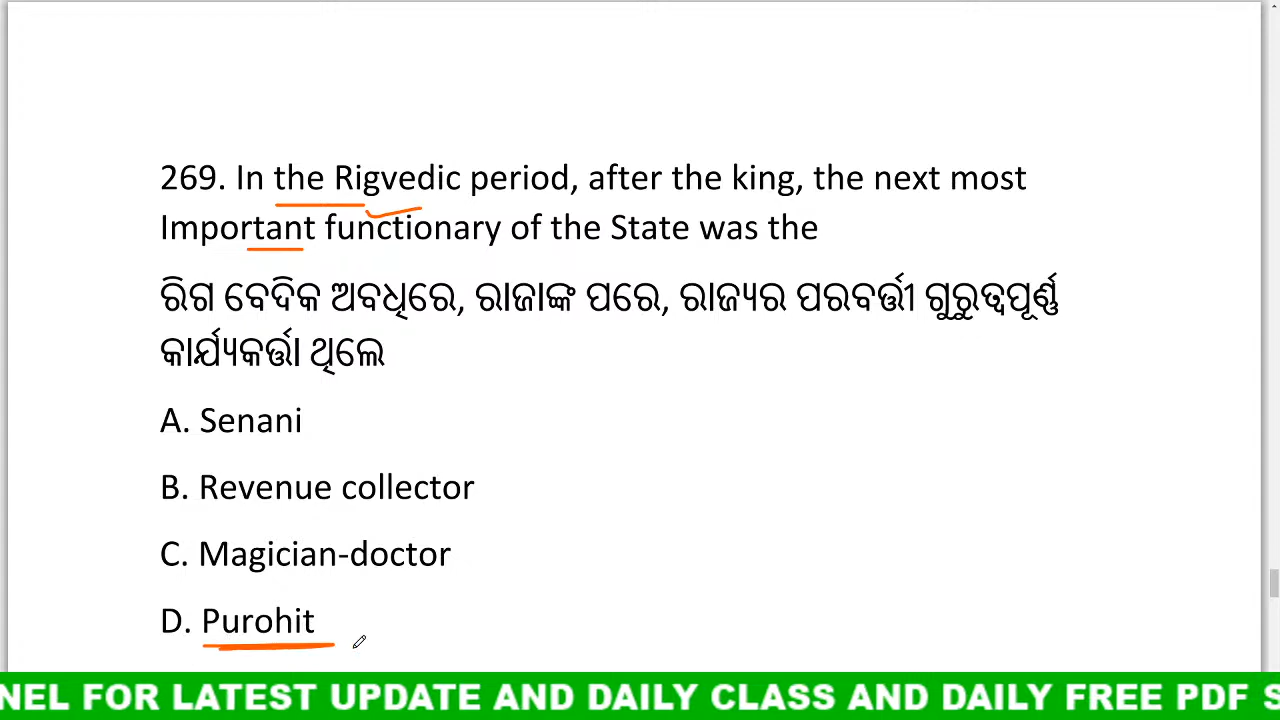 269. In the Rigvedic period, after the king, the next most
Important functionary of the State was the
ରିଗ ବେଦିକ ଅବଧିରେ, ରାଜାଙ୍କ ପରେ, ରାଜ୍ୟର ପରବର୍ତ୍ତୀ ଗୁରୁତ୍ୱପୂର୍ଣ୍ଣ
କାର୍ଯ୍ୟକର୍ତ୍ତା ଥିଲେ
A. Senani
B. Revenue collector
C. Magician-doctor
D. Purohit
NEL FOR LATEST UPDATE AND DAILY CLASS AND DAILY FREE PDF S